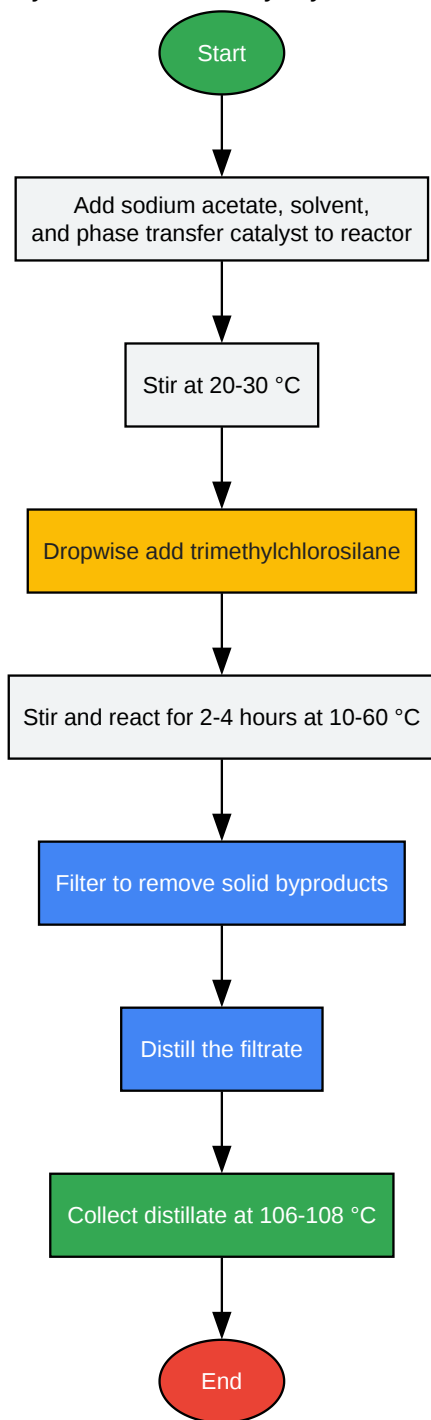 Start
Add sodium acetate, solvent,
and phase transfer catalyst to reactor
Stir at 20-30 °C
Dropwise add trimethylchlorosilane
Stir and react for 2-4 hours at 10-60 °C
Filter to remove solid byproducts
Distill the filtrate
Collect distillate at 106-108 °C
End